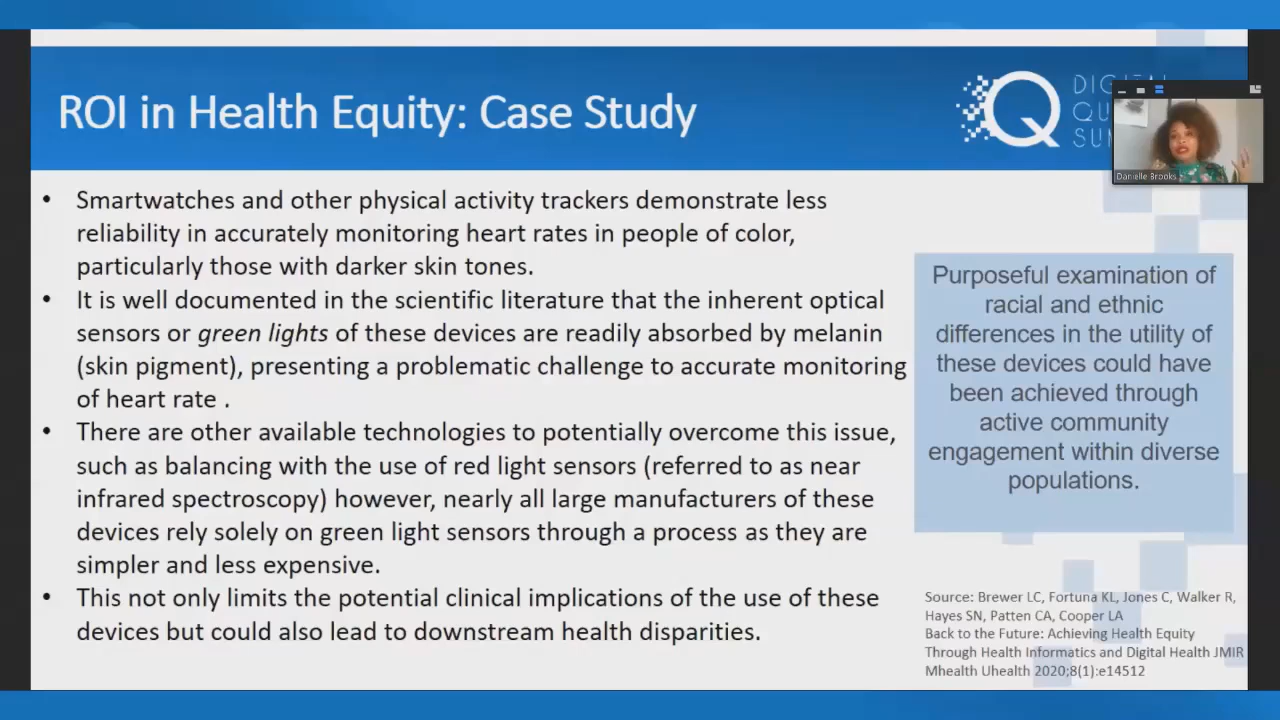 ROI in Health Equity: Case Study
DIGITAL
QU
SUM
Danielle Brooks
• Smartwatches and other physical activity trackers demonstrate less
reliability in accurately monitoring heart rates in people of color,
particularly those with darker skin tones.
• It is well documented in the scientific literature that the inherent optical
sensors or green lights of these devices are readily absorbed by melanin
(skin pigment), presenting a problematic challenge to accurate monitoring
of heart rate .
• There are other available technologies to potentially overcome this issue,
such as balancing with the use of red light sensors (referred to as near
infrared spectroscopy) however, nearly all large manufacturers of these
devices rely solely on green light sensors through a process as they are
simpler and less expensive.
• This not only limits the potential clinical implications of the use of these
devices but could also lead to downstream health disparities.
Purposeful examination of
racial and ethnic
differences in the utility of
these devices could have
been achieved through
active community
engagement within diverse
populations.
Source: Brewer LC, Fortuna KL, Jones C, Walker R,
Hayes SN, Patten CA, Cooper LA
Back to the Future: Achieving Health Equity
Through Health Informatics and Digital Health JMIR
Mhealth Uhealth 2020;8(1):e14512